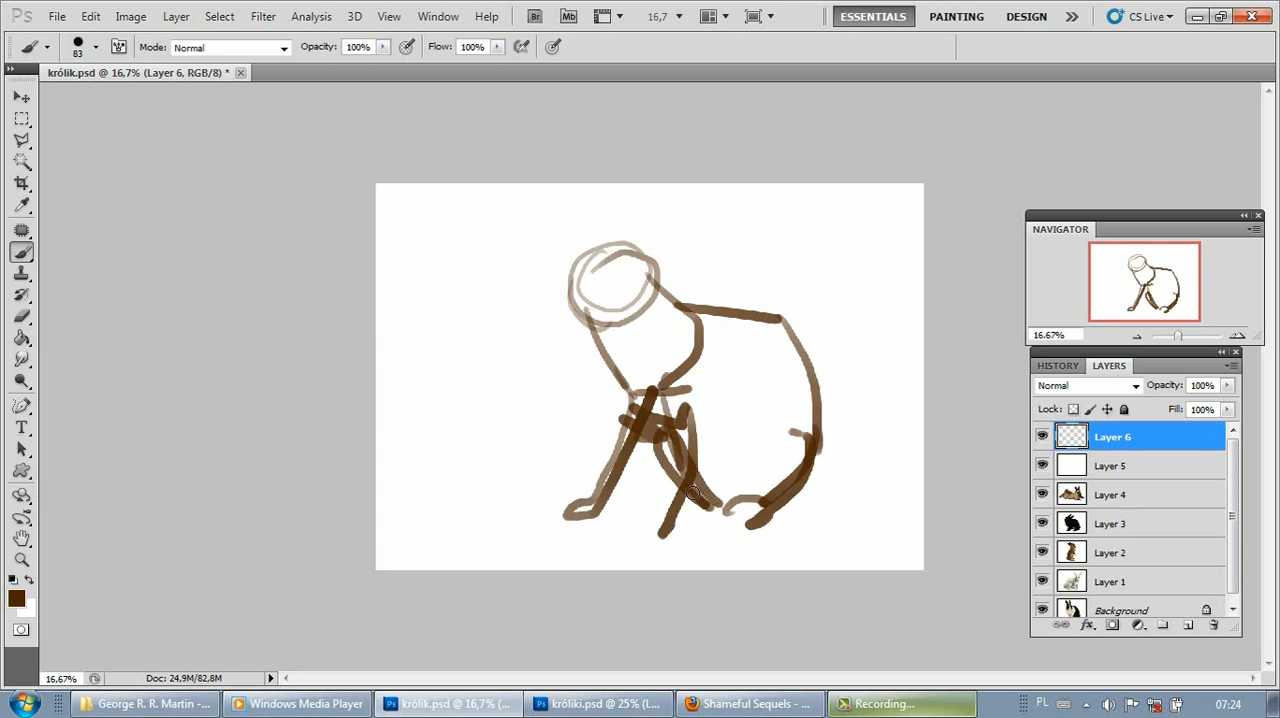 Ps File Edit Image Layer Select Filter Analysis 3D View Window Help Br Mb 16,7 ESSENTIALS PAINTING DESIGN CS Live
83 Mode: Normal Opacity: 100% Flow: 100%
królik.psd @ 16,7% (Layer 6, RGB/8) *
NAVIGATOR
16.67%
HISTORY LAYERS
Normal Opacity: 100%
Lock: Fill: 100%
Layer 6
Layer 5
Layer 4
Layer 3
Layer 2
Layer 1
Background
fx
T
16,67% Doc: 24,9M/82,8M
George R. R. Martin - ... Windows Media Player królik.psd @ 16,7% (... króliki.psd @ 25% (L... Shameful Sequels - ... Recording... PL 07:24